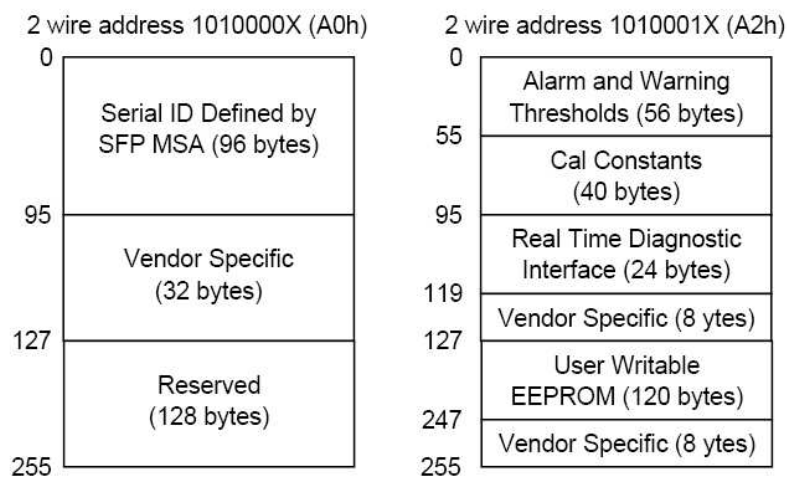 2 wire address 1010000X (A0h)
0
Serial ID Defined by
SFP MSA (96 bytes)
95
Vendor Specific
(32 bytes)
127
Reserved
(128 bytes)
255
2 wire address 1010001X (A2h)
0
Alarm and Warning
Thresholds (56 bytes)
55
Cal Constants
(40 bytes)
95
Real Time Diagnostic
Interface (24 bytes)
119
Vendor Specific (8 ytes)
127
User Writable
EEPROM (120 bytes)
247
Vendor Specific (8 ytes)
255